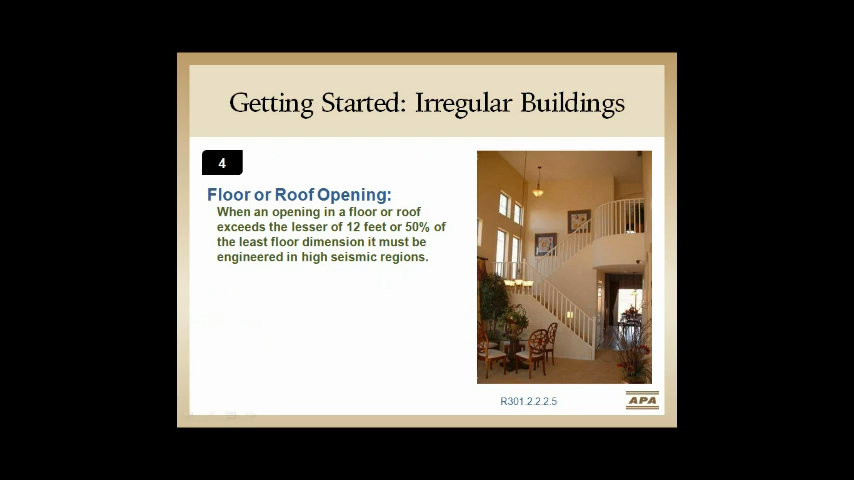 Getting Started: Irregular Buildings
4
Floor or Roof Opening:
When an opening in a floor or roof
exceeds the lesser of 12 feet or 50% of
the least floor dimension it must be
engineered in high seismic regions.
R301.2.2.2.5
APA